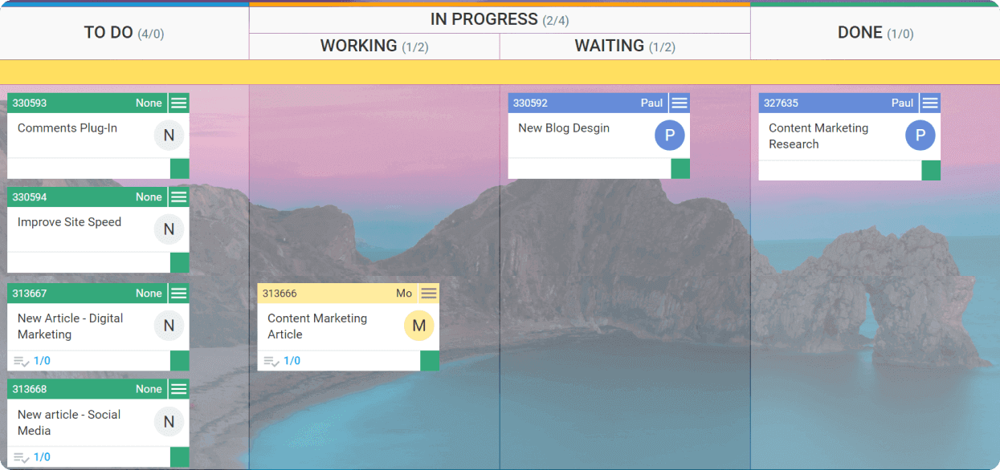 TO DO (4/0)
IN PROGRESS (2/4)
WORKING (1/2)
WAITING (1/2)
DONE (1/0)
330593 None
Comments Plug-In
N
330594 None
Improve Site Speed
N
313667 None
New Article - Digital
Marketing
N
1/0
313668 None
New article - Social
Media
N
1/0
313666 Mo
Content Marketing
Article
M
1/0
330592 Paul
New Blog Desgin
P
327635 Paul
Content Marketing
Research
P